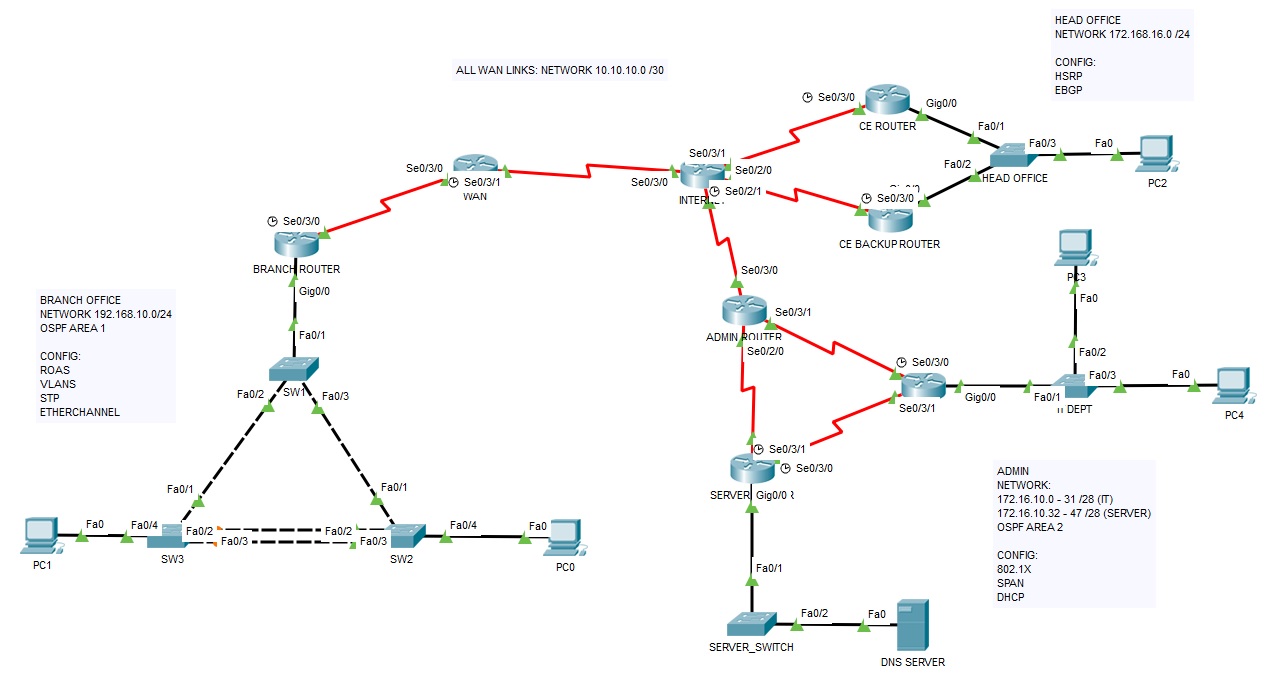 HEAD OFFICE
NETWORK 172.168.16.0 /24
CONFIG:
HSRP
EBGP
ALL WAN LINKS: NETWORK 10.10.10.0 /30
Se0/3/0
CE ROUTER
Gig0/0
Fa0/1
Fa0/3
Fa0
PC2
Fa0/2
HEAD OFFICE
Se0/3/0
Se0/3/1
WAN
Se0/3/1
Se0/3/0
Se0/2/0
Se0/2/1
Se0/3/0
CE BACKUP ROUTER
Se0/3/0
BRANCH ROUTER
Gig0/0
Fa0/1
SW1
Fa0/2
Fa0/3
BRANCH OFFICE
NETWORK 192.168.10.0/24
OSPF AREA 1
CONFIG:
ROAS
VLANS
STP
ETHERCHANNEL
Fa0/1
Fa0/1
Fa0
Fa0/4
Fa0/2
Fa0/3
Fa0/2
Fa0/3
Fa0/4
Fa0
PC1
SW3
SW2
PC0
Se0/3/0
ADMIN ROUTER
Se0/3/1
Se0/2/0
PC3
Fa0
Fa0/2
Se0/3/0
Se0/3/1
Gig0/0
Fa0/1
Fa0/3
Fa0
DEPT
PC4
Se0/3/1
Se0/3/0
SERVER
Gig0/0
Fa0/1
Fa0/2
Fa0
SERVER_SWITCH
DNS SERVER
ADMIN
NETWORK:
172.16.10.0 - 31 /28 (IT)
172.16.10.32 - 47 /28 (SERVER)
OSPF AREA 2
CONFIG:
802.1X
SPAN
DHCP